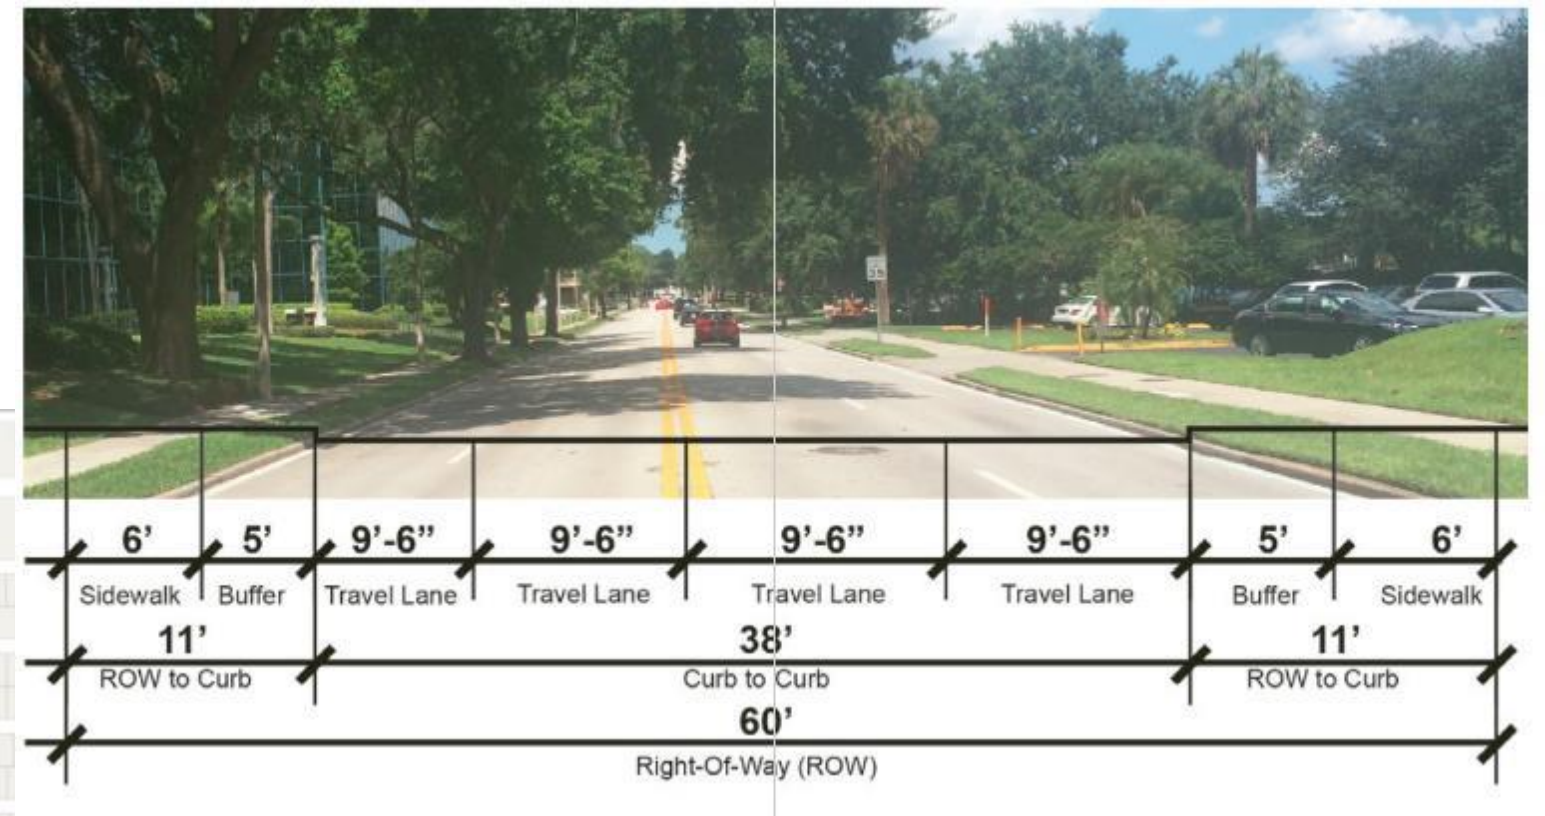 35
6’ 5’ 9’-6” 9’-6” 9’-6” 9’-6” 5’ 6’
Sidewalk Buffer Travel Lane Travel Lane Travel Lane Travel Lane Buffer Sidewalk
11’ 38’ 11’
ROW to Curb Curb to Curb ROW to Curb
60’
Right-Of-Way (ROW)